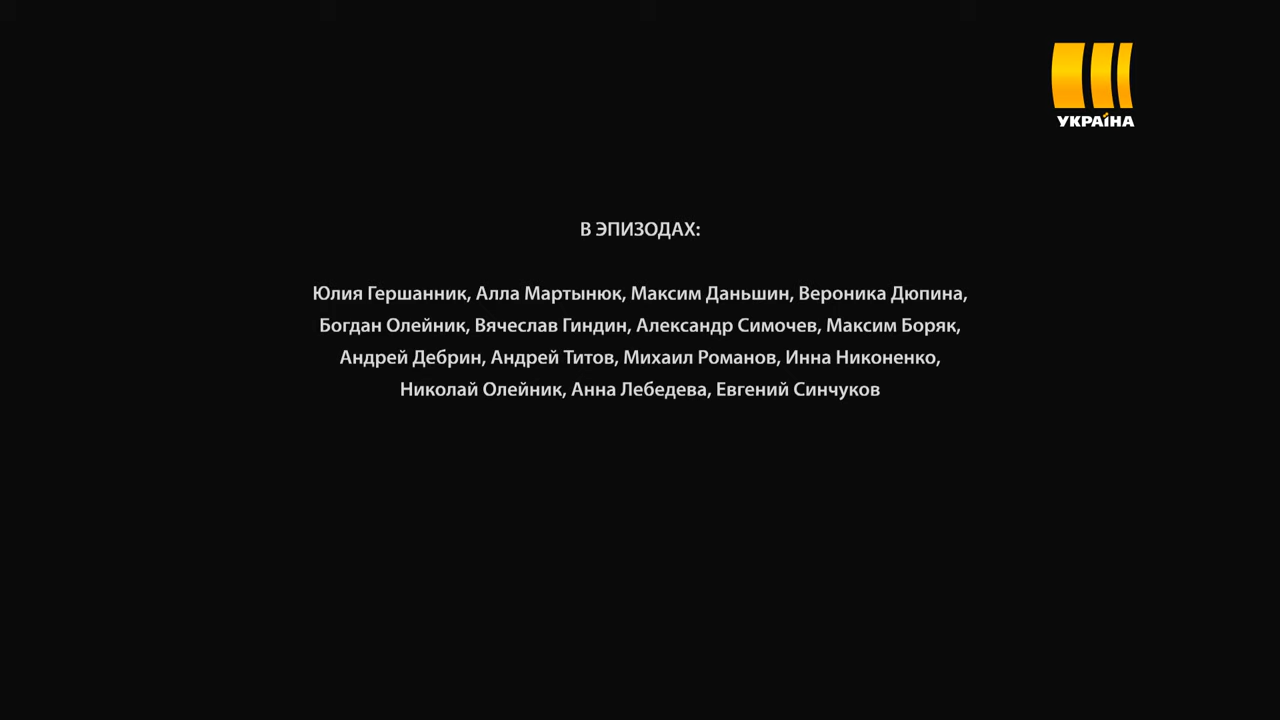 УКРАЇНА
В ЭПИЗОДАХ:
Юлия Гершанник, Алла Мартынюк, Максим Даньшин, Вероника Дюпина,
Богдан Олейник, Вячеслав Гиндин, Александр Симочев, Максим Боряк,
Андрей Дебрин, Андрей Титов, Михаил Романов, Инна Никоненко,
Николай Олейник, Анна Лебедева, Евгений Синчуков